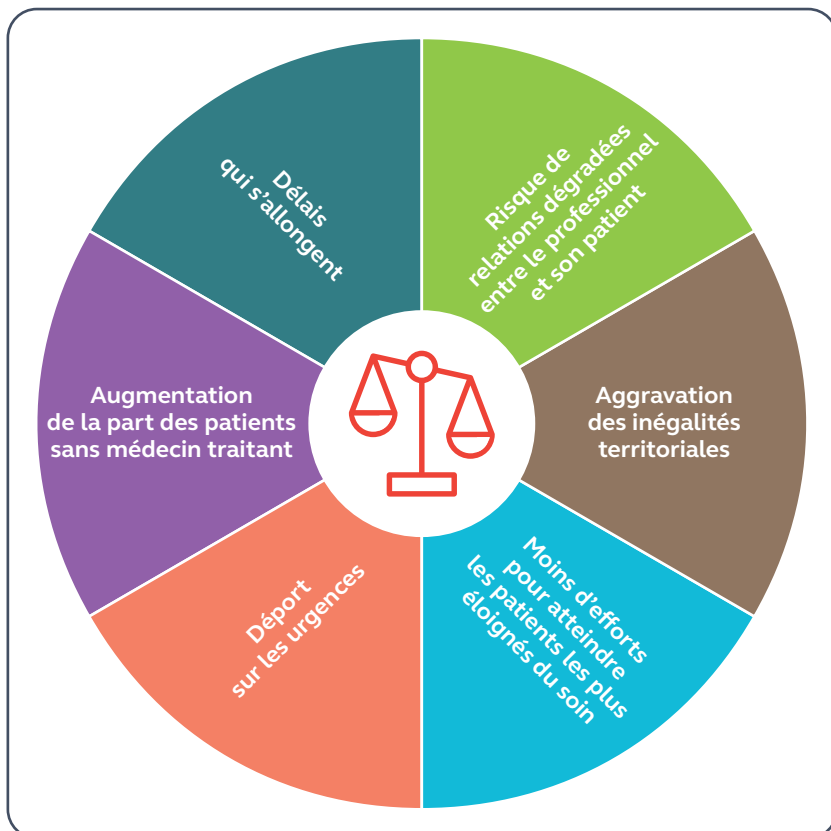 Délais
qui s’allongent
Risque de
relations dégradées
entre le professionnel
et son patient
Augmentation
de la part des patients
sans médecin traitant
Aggravation
des inégalités
territoriales
Déport
sur les urgences
Moins d’efforts
pour atteindre
les patients les plus
éloignés du soin